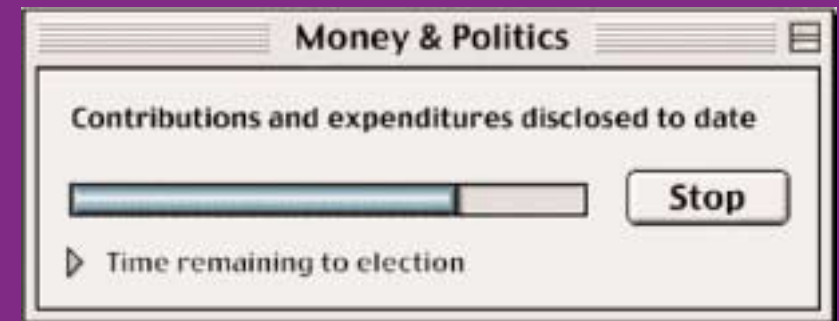 Money & Politics
Contributions and expenditures disclosed to date
Stop
Time remaining to election